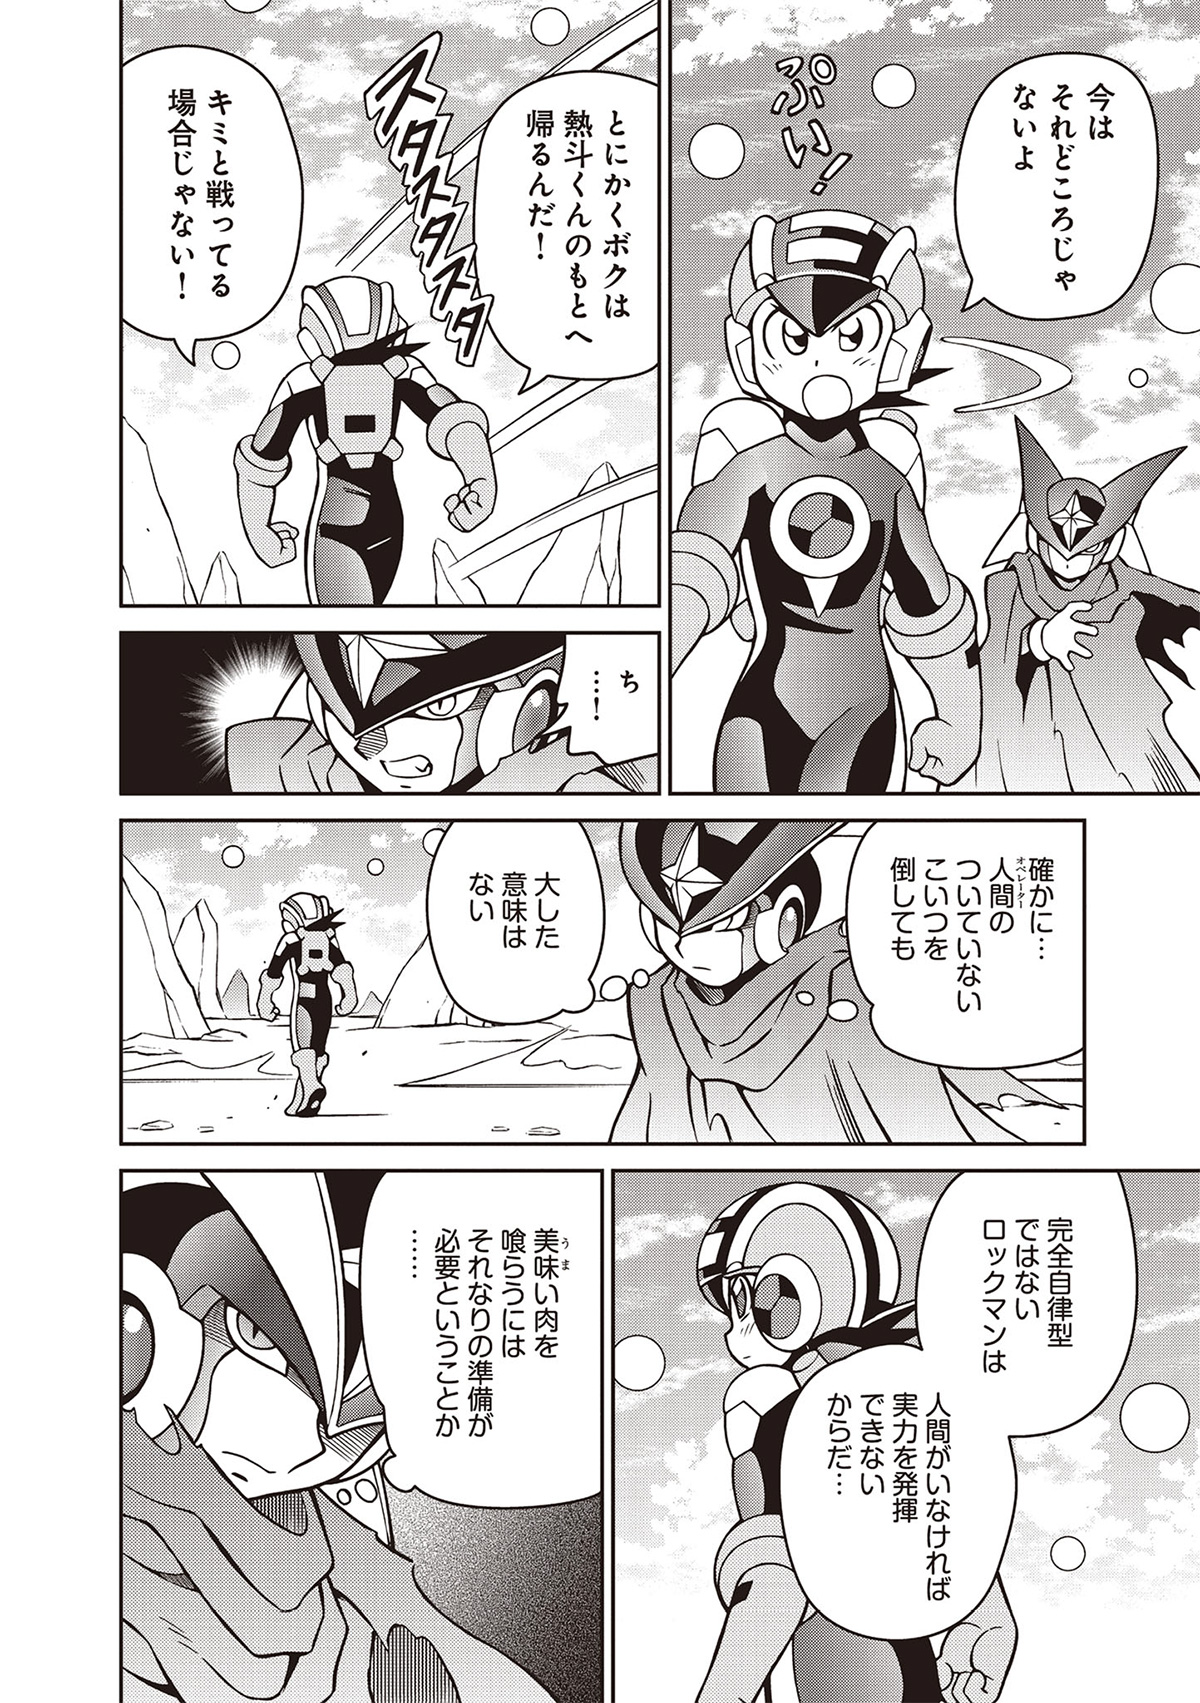 今は
それどころじゃ
ないよ
ぷい!
とにかくボクは
熱斗くんのもとへ
帰るんだ!
スタスタスタスタ
キミと戦ってる
場合じゃない!
ち
…!
確かに…
人間の
オペレーター
ついていない
こいつを
倒しても
大した
意味は
ない
完全自律型
ではない
ロックマンは
人間がいなければ
実力を発揮
できない
からだ…
美味い肉を
うま
喰らうには
それなりの準備が
必要ということか
……